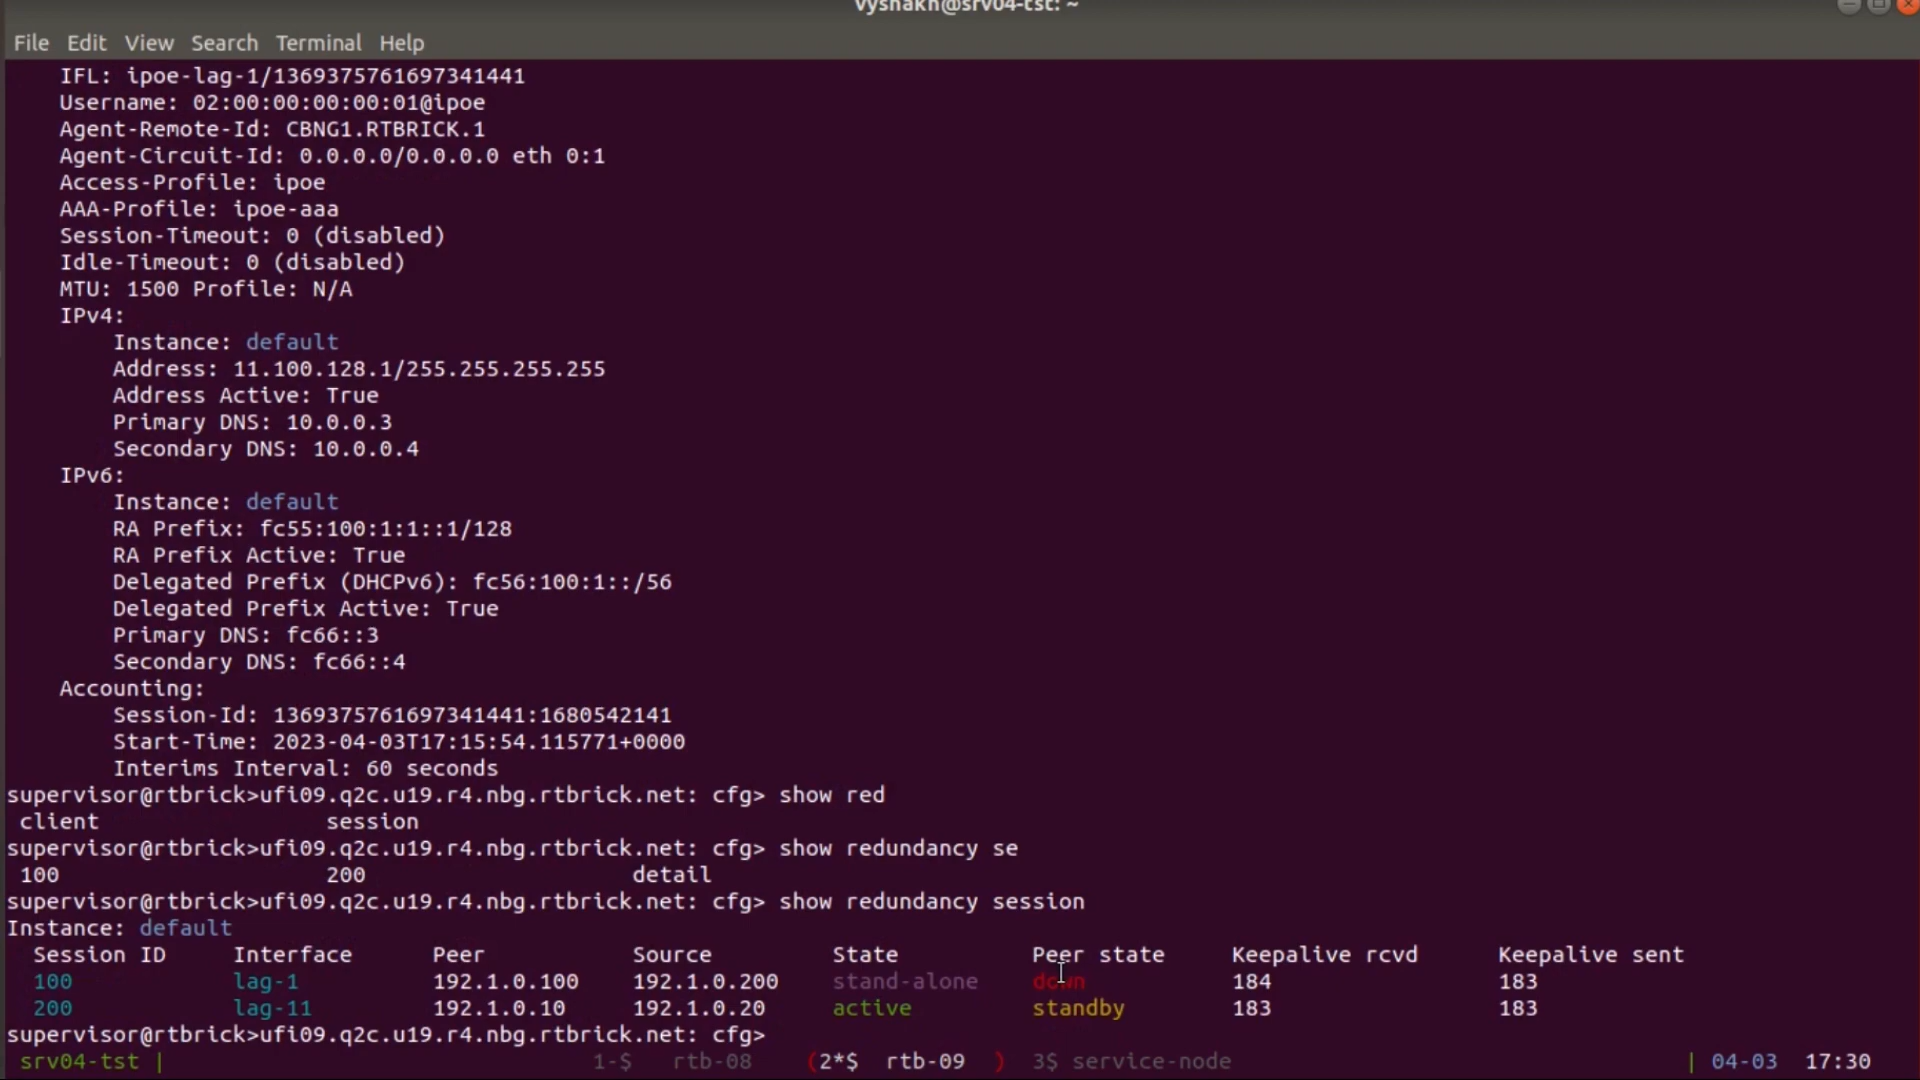 vyshakh@srv04-tst: ~
File Edit View Search Terminal Help
IFL: ipoe-lag-1/1369375761697341441
Username: 02:00:00:00:00:01@ipoe
Agent-Remote-Id: CBNG1.RTBRICK.1
Agent-Circuit-Id: 0.0.0.0/0.0.0.0 eth 0:1
Access-Profile: ipoe
AAA-Profile: ipoe-aaa
Session-Timeout: 0 (disabled)
Idle-Timeout: 0 (disabled)
MTU: 1500 Profile: N/A
IPv4:
Instance: default
Address: 11.100.128.1/255.255.255.255
Address Active: True
Primary DNS: 10.0.0.3
Secondary DNS: 10.0.0.4
IPv6:
Instance: default
RA Prefix: fc55:100:1:1::1/128
RA Prefix Active: True
Delegated Prefix (DHCPv6): fc56:100:1::/56
Delegated Prefix Active: True
Primary DNS: fc66::3
Secondary DNS: fc66::4
Accounting:
Session-Id: 1369375761697341441:1680542141
Start-Time: 2023-04-03T17:15:54.115771+0000
Interims Interval: 60 seconds
supervisor@rtbrick>ufi09.q2c.u19.r4.nbg.rtbrick.net: cfg> show red
client session
supervisor@rtbrick>ufi09.q2c.u19.r4.nbg.rtbrick.net: cfg> show redundancy se
100 200 detail
supervisor@rtbrick>ufi09.q2c.u19.r4.nbg.rtbrick.net: cfg> show redundancy session
Instance: default
Session ID Interface Peer Source State Peer state Keepalive rcvd Keepalive sent
100 lag-1 192.1.0.100 192.1.0.200 stand-alone down 184 183
200 lag-11 192.1.0.10 192.1.0.20 active standby 183 183
supervisor@rtbrick>ufi09.q2c.u19.r4.nbg.rtbrick.net: cfg>
srv04-tst | 1-$ rtb-08 (2*$ rtb-09 ) 3$ service-node | 04-03 17:30